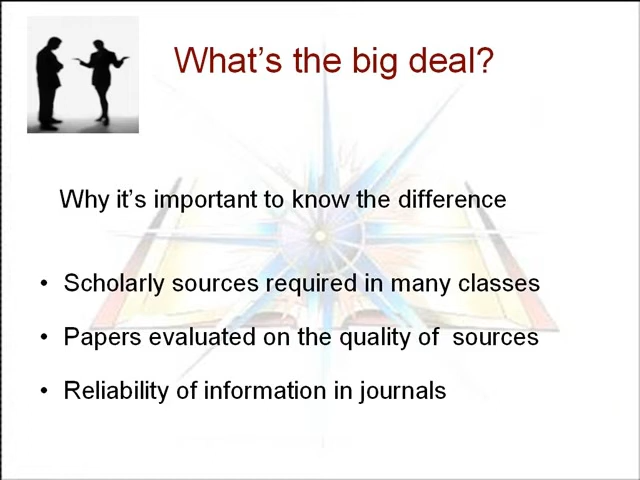 What's the big deal?
Why it's important to know the difference
• Scholarly sources required in many classes
• Papers evaluated on the quality of  sources
• Reliability of information in journals